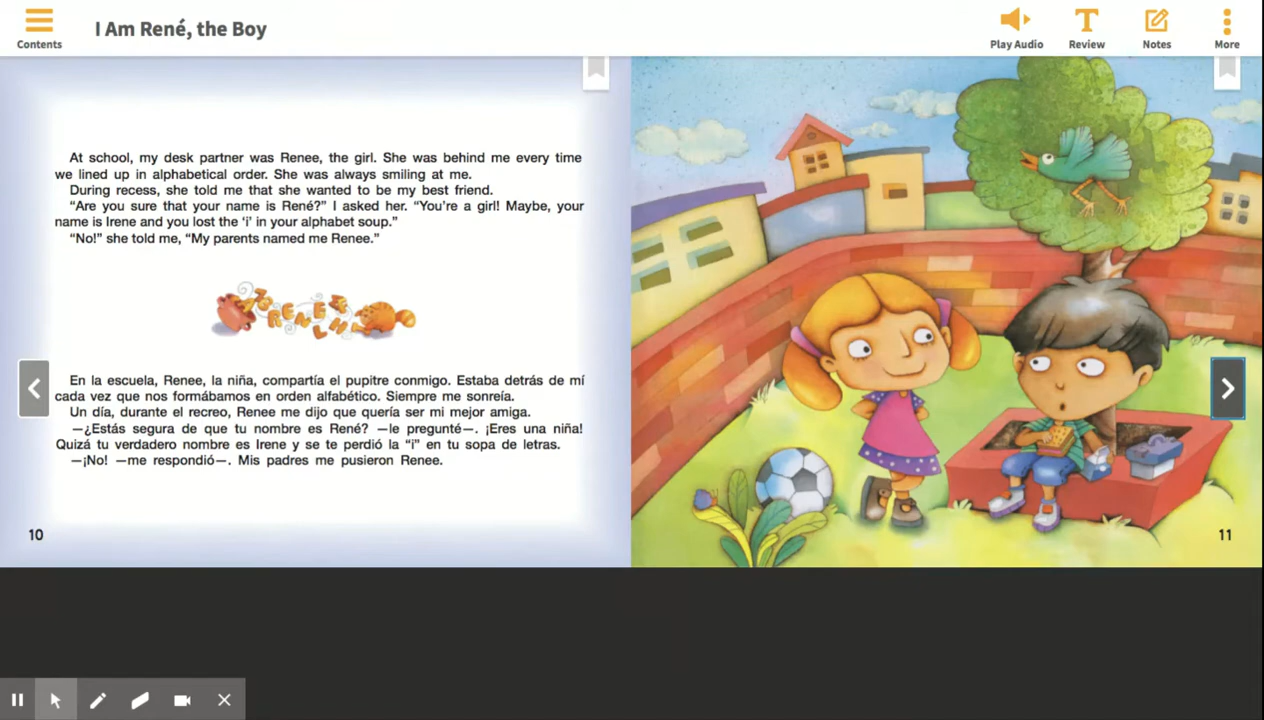 I Am René, the Boy
Contents
Play Audio
Review
Notes
More
At school, my desk partner was Renee, the girl. She was behind me every time
we lined up in alphabetical order. She was always smiling at me.
During recess, she told me that she wanted to be my best friend.
“Are you sure that your name is René?” I asked her. “You’re a girl! Maybe, your
name is Irene and you lost the ‘i’ in your alphabet soup.”
“No!” she told me, “My parents named me Renee.”
En la escuela, Renee, la niña, compartía el pupitre conmigo. Estaba detrás de mí
cada vez que nos formábamos en orden alfabético. Siempre me sonreía.
Un día, durante el recreo, Renee me dijo que quería ser mi mejor amiga.
—¿Estás segura de que tu nombre es René? —le pregunté—. ¡Eres una niña!
Quizá tu verdadero nombre es Irene y se te perdió la “i” en tu sopa de letras.
—¡No! —me respondió—. Mis padres me pusieron Renee.
10
11